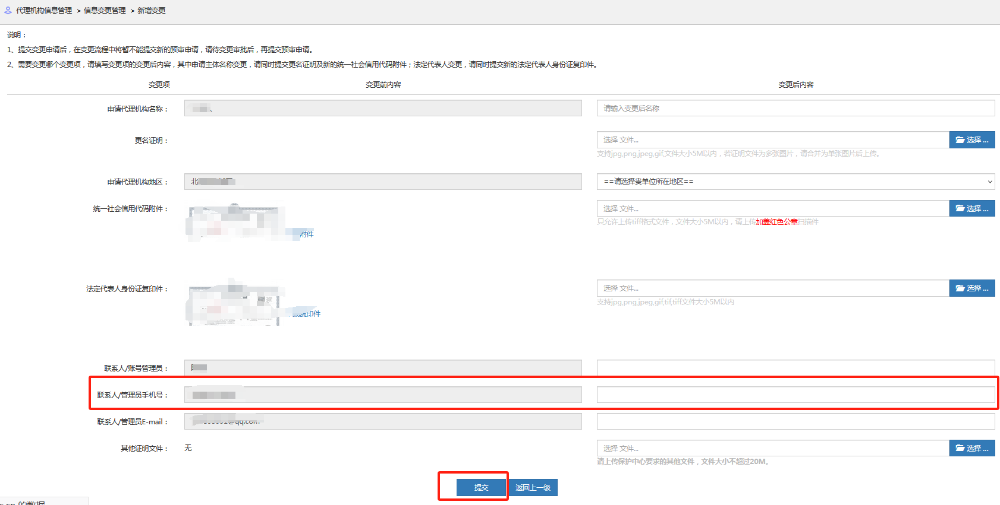 代理机构信息管理 > 信息变更管理 > 新增变更
说明：
1、提交变更申请后，在变更流程中将暂不能提交新的预审申请，请待变更审批后，再提交预审申请。
2、需要变更哪个变更项，请填写变更项的变更后内容，其中申请主体名称变更，请同时提交更名证明及新的统一社会信用代码附件；法定代表人变更，请同时提交新的法定代表人身份证复印件。
变更项 变更前内容 变更后内容
申请代理机构名称： 请输入变更后名称
更名证明： 选择 文件... 选择 ...
支持jpg,png,jpeg,gif,文件大小5M以内，若证明文件为多张图片，请合并为单张图片后上传。
申请代理机构地区： 北 ==请选择贵单位所在地区==
统一社会信用代码附件： 选择 文件... 选择 ...
只允许上传tiff格式文件，文件大小5M以内，请上传加盖红色公章扫描件
附件
法定代表人身份证复印件： 选择 文件... 选择 ...
支持jpg,png,jpeg,gif,tif,tiff文件大小5M以内
复印件
联系人/账号管理员：
联系人/管理员手机号：
联系人/管理员E-mail： @qq.com
其他证明文件： 无 选择 文件... 选择 ...
请上传保护中心要求的其他文件，文件大小不超过20M。
提交 返回上一级
的数据